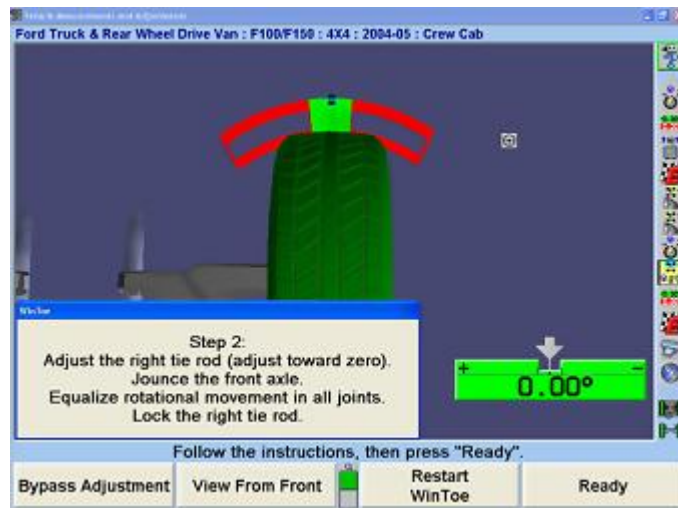 Ford Truck & Rear Wheel Drive Van : F100/F150 : 4X4 : 2004-05 : Crew Cab
WinToe
Step 2:
Adjust the right tie rod (adjust toward zero).
Jounce the front axle.
Equalize rotational movement in all joints.
Lock the right tie rod.
+ -
0.00°
Follow the instructions, then press "Ready".
Bypass Adjustment
View From Front
Restart
WinToe
Ready